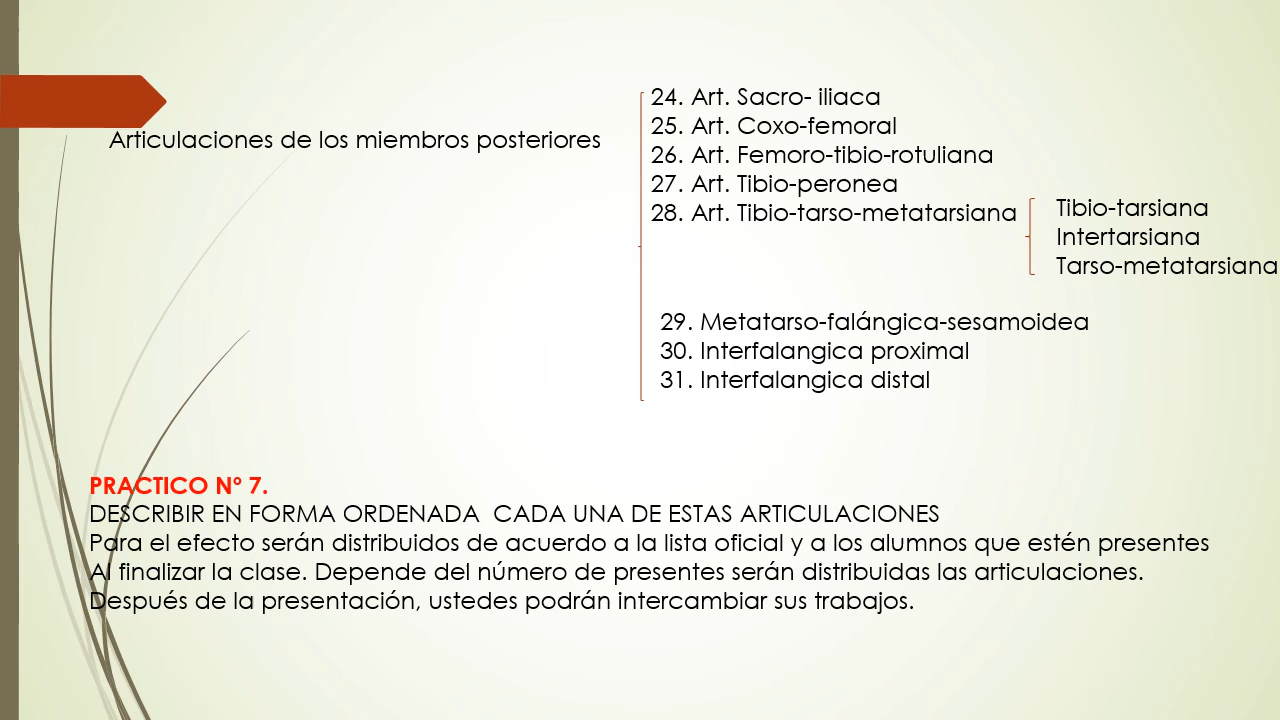 Articulaciones de los miembros posteriores
24. Art. Sacro- iliaca
25. Art. Coxo-femoral
26. Art. Femoro-tibio-rotuliana
27. Art. Tibio-peronea
28. Art. Tibio-tarso-metatarsiana
Tibio-tarsiana
Intertarsiana
Tarso-metatarsiana
29. Metatarso-falángica-sesamoidea
30. Interfalangica proximal
31. Interfalangica distal
PRACTICO Nº 7.
DESCRIBIR EN FORMA ORDENADA  CADA UNA DE ESTAS ARTICULACIONES
Para el efecto serán distribuidos de acuerdo a la lista oficial y a los alumnos que estén presentes
Al finalizar la clase. Depende del número de presentes serán distribuidas las articulaciones.
Después de la presentación, ustedes podrán intercambiar sus trabajos.